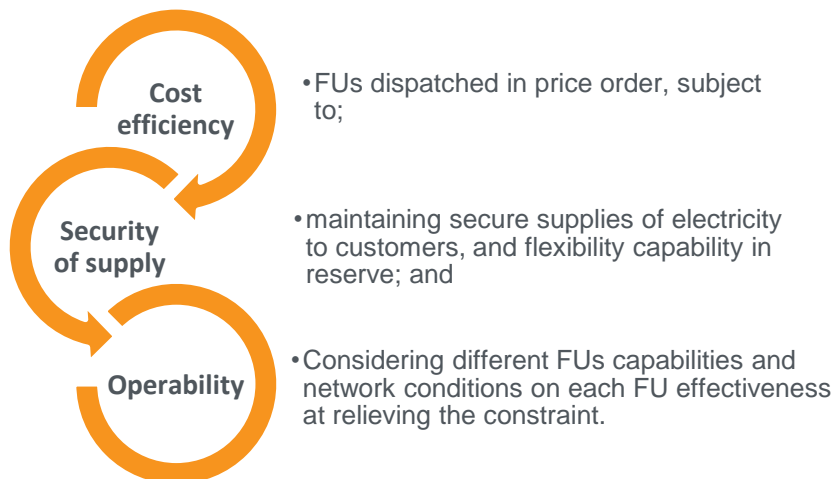 Cost
efficiency
•FUs dispatched in price order, subject
to;
Security
of supply
•maintaining secure supplies of electricity
to customers, and flexibility capability in
reserve; and
Operability
•Considering different FUs capabilities and
network conditions on each FU effectiveness
at relieving the constraint.